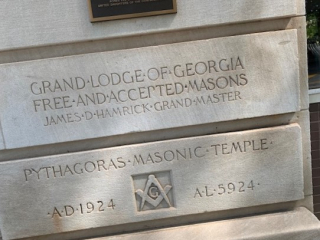 GRAND·LODGE·OF·GEORGIA
FREE·AND·ACCEPTED·MASONS
JAMES·D·HAMRICK·GRAND·MASTER
PYTHAGORAS·MASONIC·TEMPLE·
G
·A·D·1924· A·L·5924·